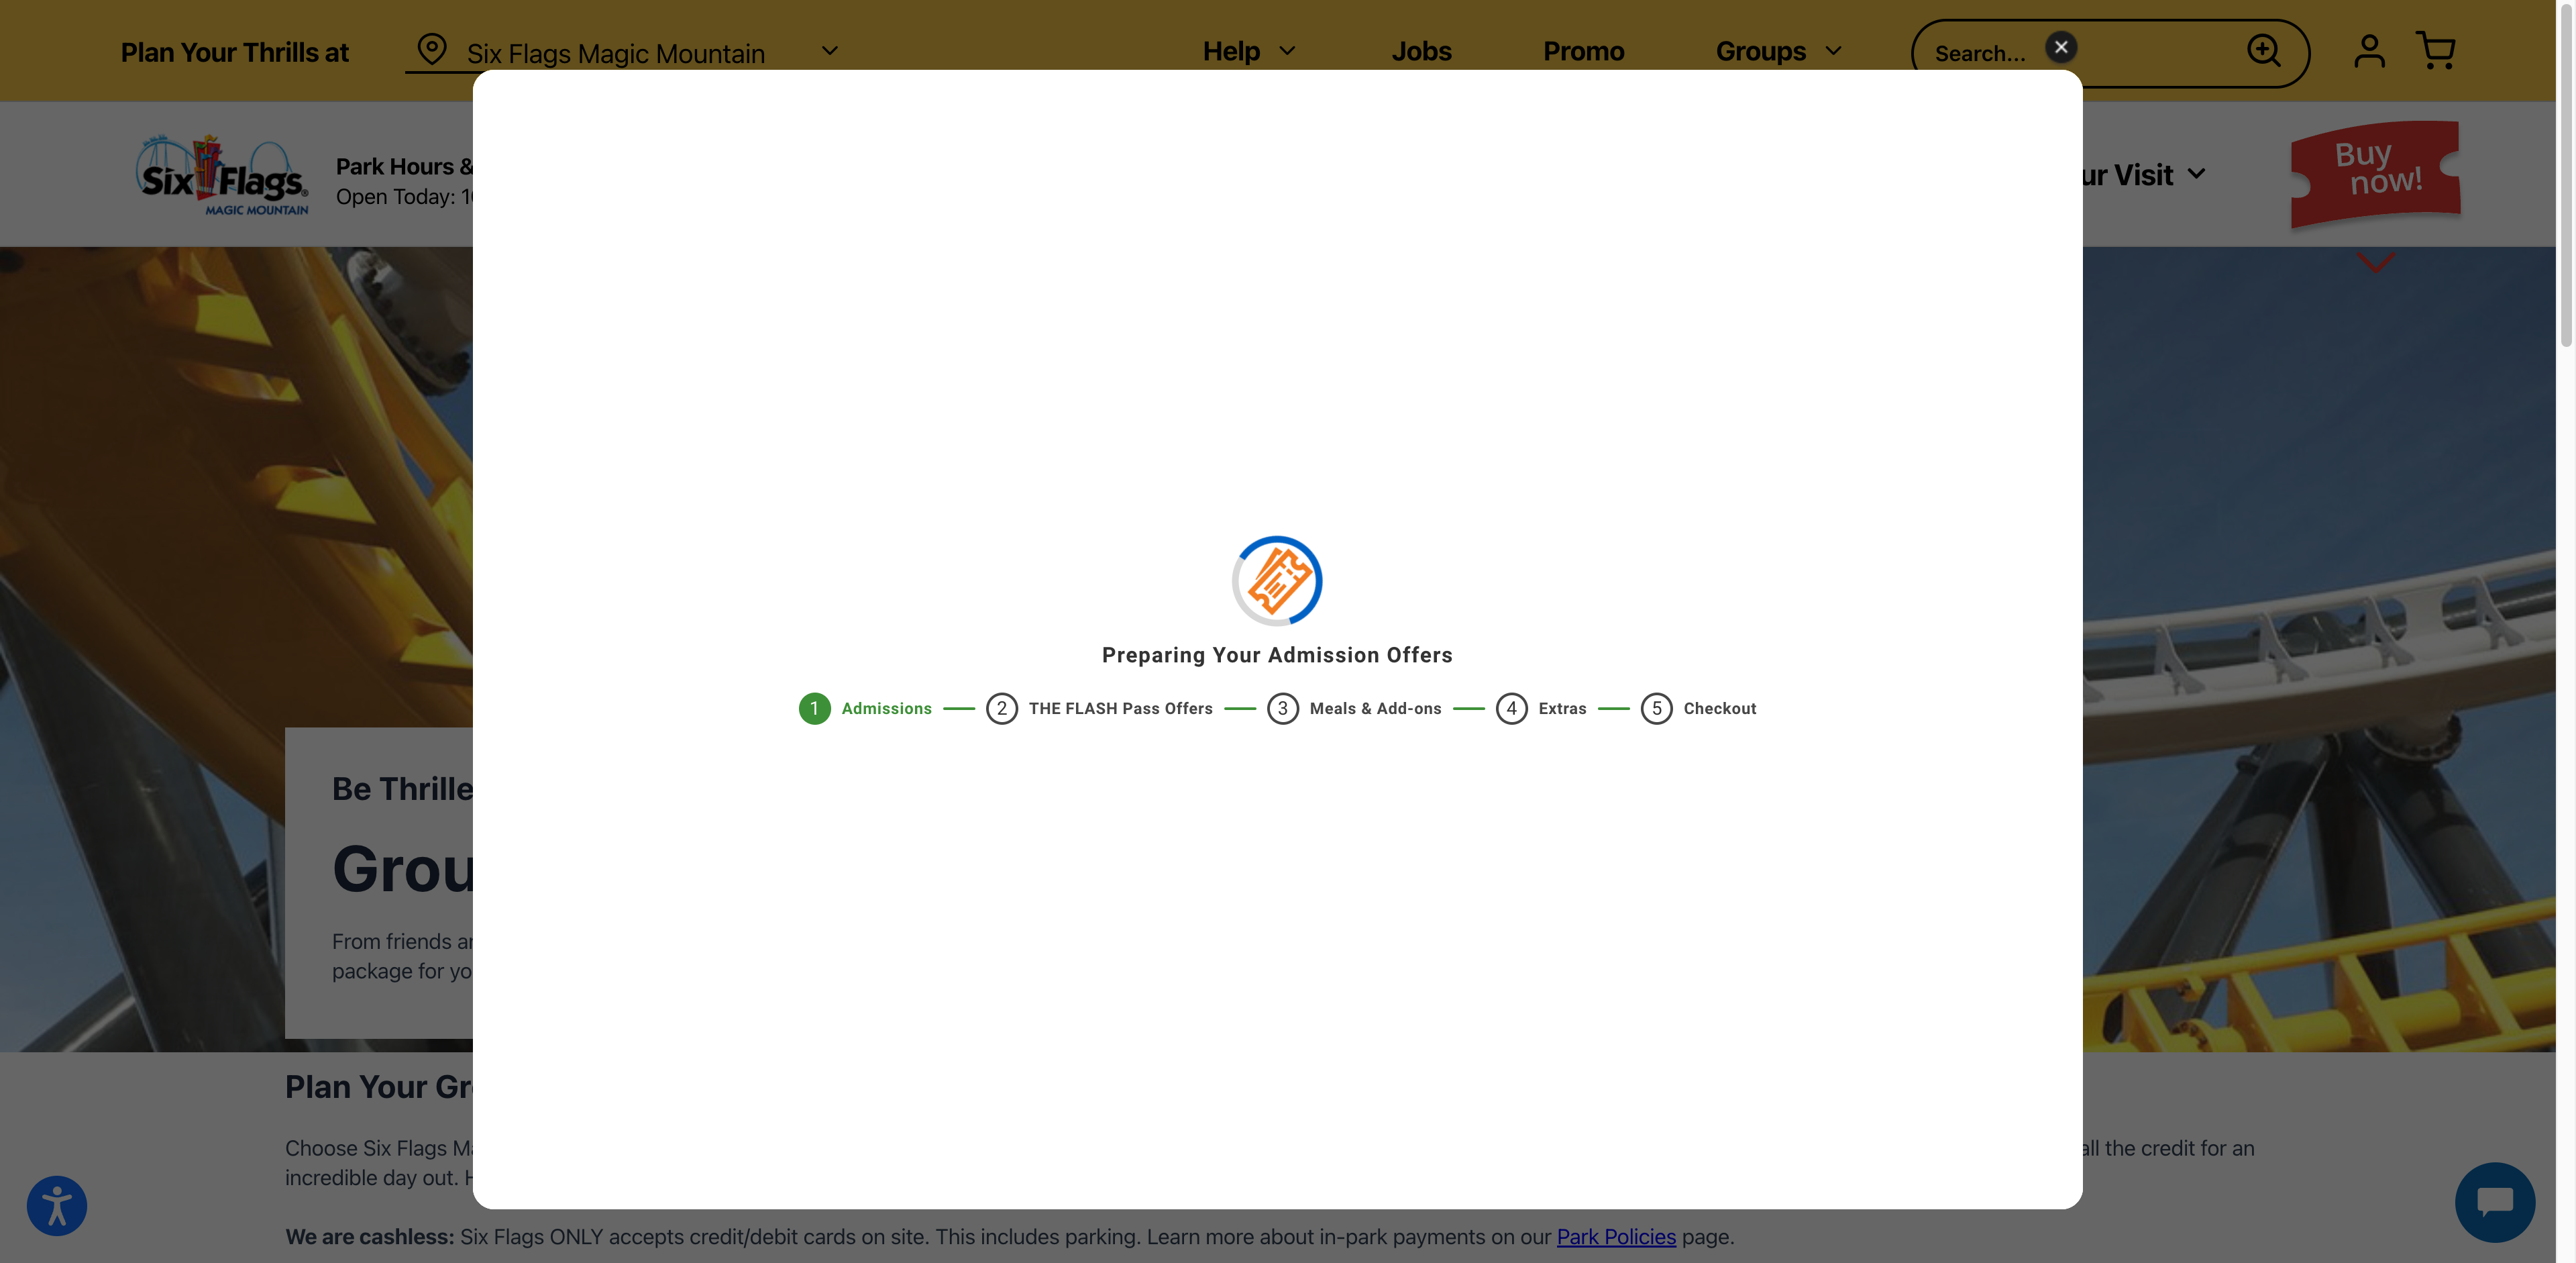 Plan Your Thrills at
Six Flags Magic Mountain
Help
Jobs
Promo
Groups
Search...
Six Flags
MAGIC MOUNTAIN
Park Hours &
Open Today:
ur Visit
Buy
now!
Preparing Your Admission Offers
1 Admissions
2 THE FLASH Pass Offers
3 Meals & Add-ons
4 Extras
5 Checkout
Be Thrille
Grou
From friends
package for yo
Plan Your Gr
Choose Six Flags
all the credit for an
incredible day out.
We are cashless: Six Flags ONLY accepts credit/debit cards on site. This includes parking. Learn more about in-park payments on our Park Policies page.